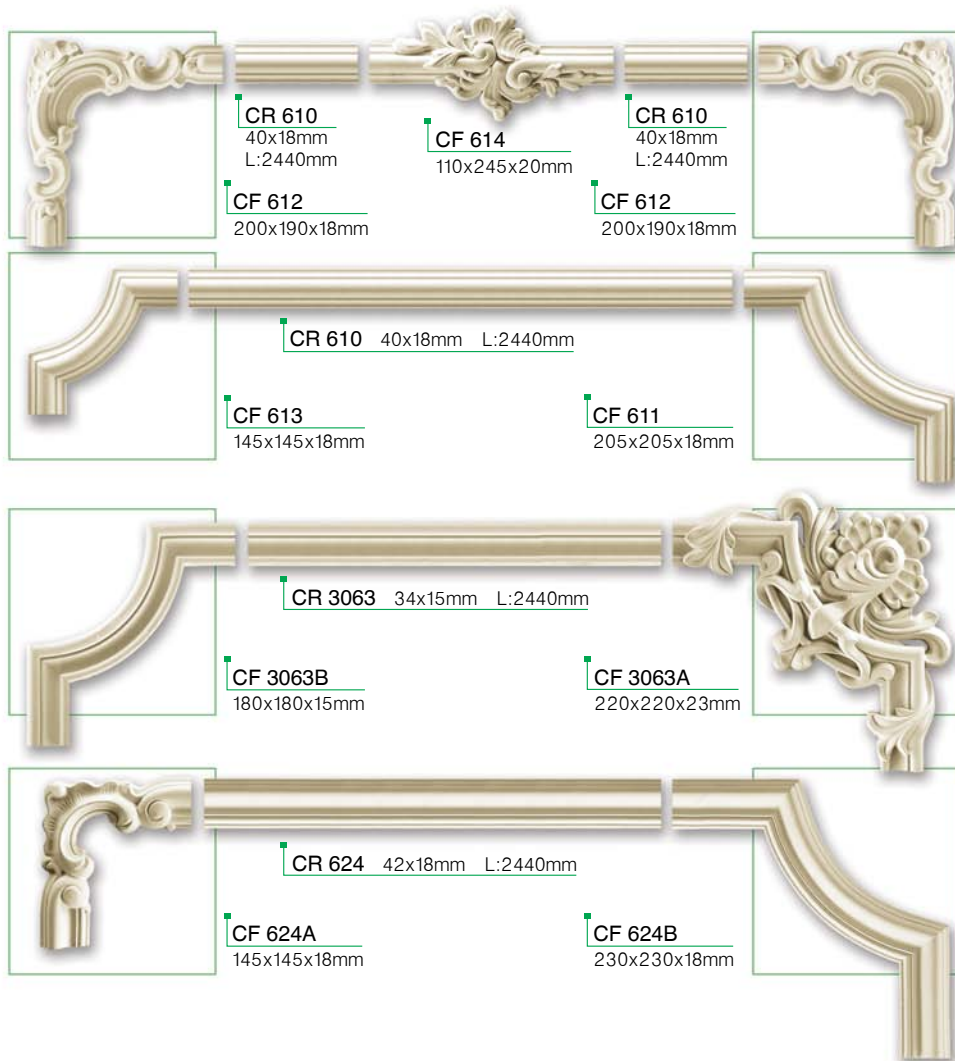 CR 610
40x18mm
L:2440mm
CF 614
110x245x20mm
CR 610
40x18mm
L:2440mm
CF 612
200x190x18mm
CF 612
200x190x18mm
CR 610 40x18mm L:2440mm
CF 613
145x145x18mm
CF 611
205x205x18mm
CR 3063 34x15mm L:2440mm
CF 3063B
180x180x15mm
CF 3063A
220x220x23mm
CR 624 42x18mm L:2440mm
CF 624A
145x145x18mm
CF 624B
230x230x18mm